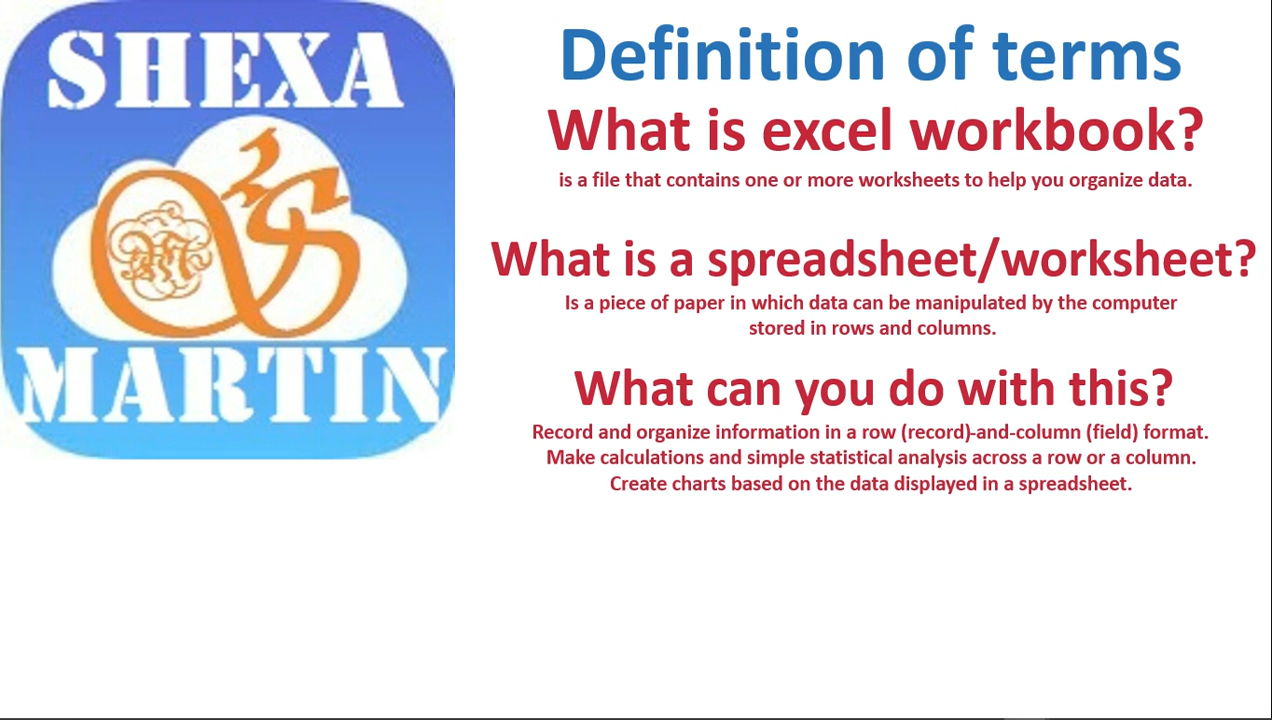 SHEXA
MARTIN
Definition of terms
What is excel workbook?
is a file that contains one or more worksheets to help you organize data.
What is a spreadsheet/worksheet?
Is a piece of paper in which data can be manipulated by the computer
stored in rows and columns.
What can you do with this?
Record and organize information in a row (record)-and-column (field) format.
Make calculations and simple statistical analysis across a row or a column.
Create charts based on the data displayed in a spreadsheet.